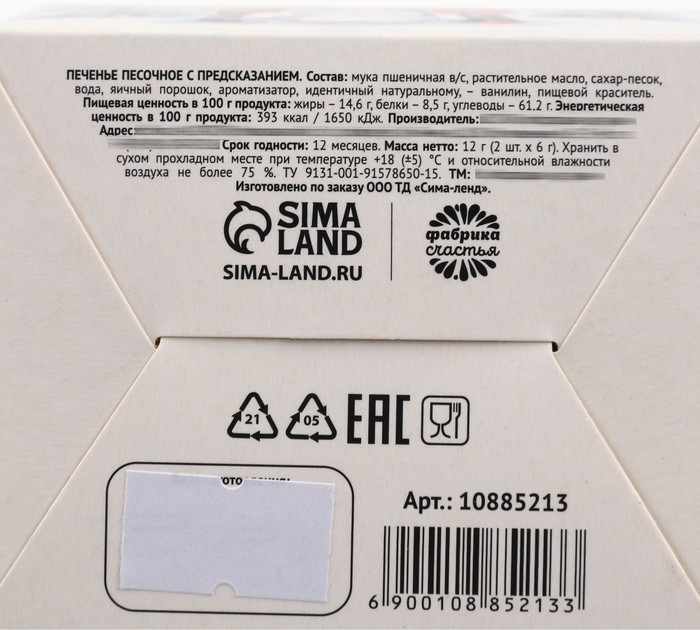 ПЕЧЕНЬЕ ПЕСОЧНОЕ С ПРЕДСКАЗАНИЕМ. Состав: мука пшеничная в/с, растительное масло, сахар-песок,
вода, яичный порошок, ароматизатор, идентичный натуральному, – ванилин, пищевой краситель.
Пищевая ценность в 100 г продукта: жиры – 14,6 г, белки – 8,5 г, углеводы – 61.2 г. Энергетическая
ценность в 100 г продукта: 393 ккал / 1650 кДж. Производитель:
Адрес:
Срок годности: 12 месяцев. Масса нетто: 12 г (2 шт. х 6 г). Хранить в
сухом прохладном месте при температуре +18 (±5) °С и относительной влажности
воздуха не более 75 %. ТУ 9131-001-91578650-15. ТМ:
Изготовлено по заказу ООО ТД «Сима-ленд».
SIMA
LAND
SIMA-LAND.RU
фабрика
счастья
21
05
EAC
Арт.: 10885213
6 900108 852133